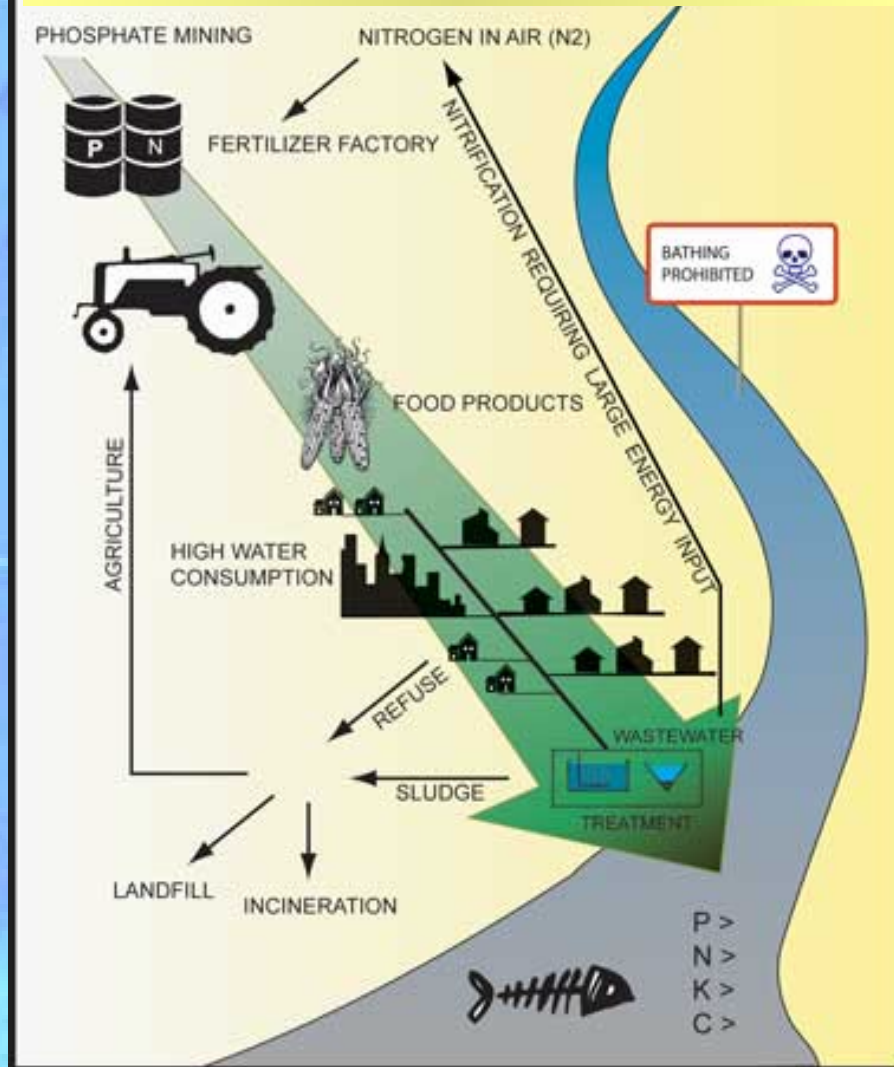 PHOSPHATE MINING
NITROGEN IN AIR (N2)
P N
FERTILIZER FACTORY
NITRIFICATION REQUIRING LARGE ENERGY INPUT
BATHING
PROHIBITED
FOOD PRODUCTS
AGRICULTURE
HIGH WATER
CONSUMPTION
REFUSE
WASTEWATER
SLUDGE
TREATMENT
LANDFILL
INCINERATION
P >
N >
K >
C >